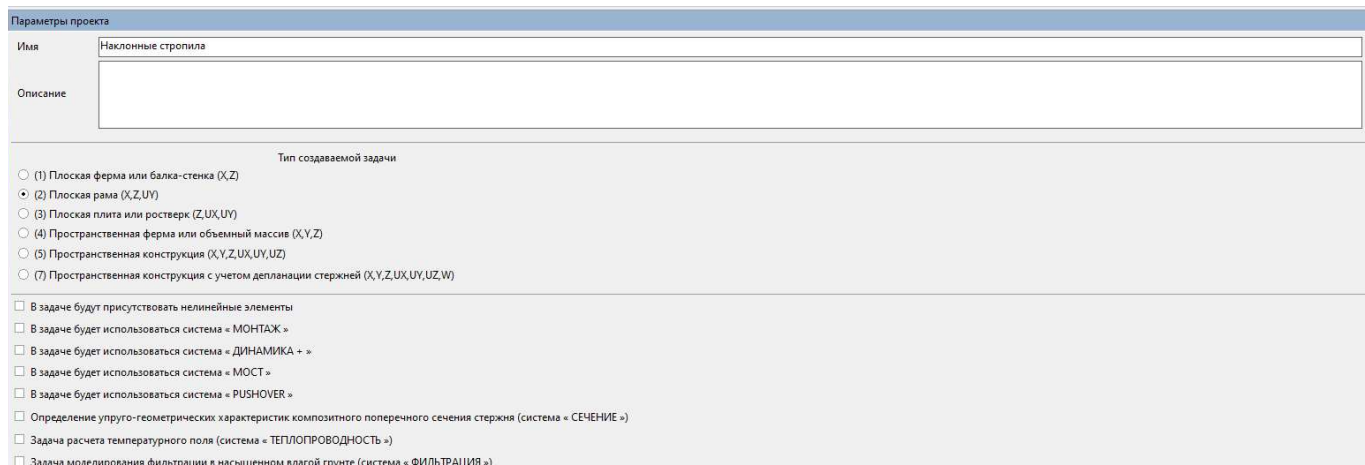 Параметры проекта
Имя Наклонные стропила
Описание
Тип создаваемой задачи
(1) Плоская ферма или балка-стенка (X,Z)
(2) Плоская рама (X,Z,UY)
(3) Плоская плита или ростверк (Z,UX,UY)
(4) Пространственная ферма или объемный массив (X,Y,Z)
(5) Пространственная конструкция (X,Y,Z,UX,UY,UZ)
(7) Пространственная конструкция с учетом депланации стержней (X,Y,Z,UX,UY,UZ,W)
В задаче будут присутствовать нелинейные элементы
В задаче будет использоваться система « МОНТАЖ »
В задаче будет использоваться система « ДИНАМИКА + »
В задаче будет использоваться система « МОСТ »
В задаче будет использоваться система « PUSHOVER »
Определение упруго-геометрических характеристик композитного поперечного сечения стержня (система « СЕЧЕНИЕ »)
Задача расчета температурного поля (система « ТЕПЛОПРОВОДНОСТЬ »)
Задача моделирования фильтрации в насыщенном влагой грунте (система « ФИЛЬТРАЦИЯ »)